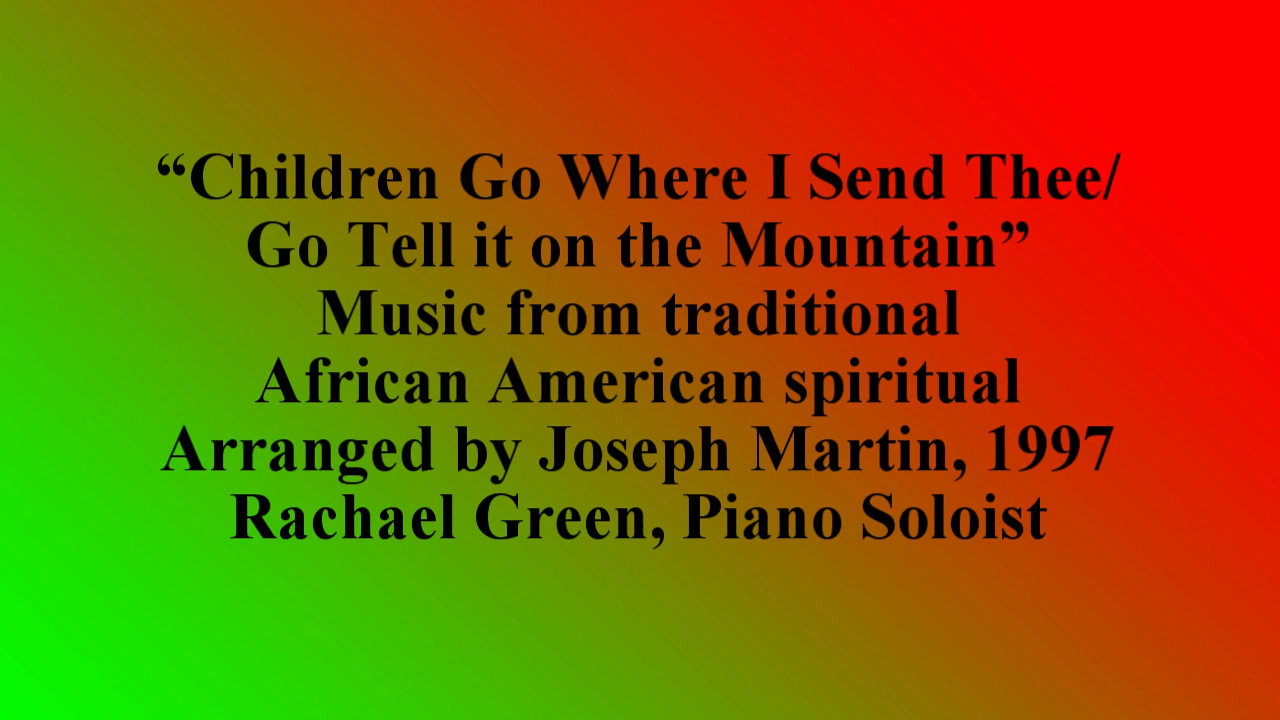 “Children Go Where I Send Thee/
Go Tell it on the Mountain”
Music from traditional
African American spiritual
Arranged by Joseph Martin, 1997
Rachael Green, Piano Soloist